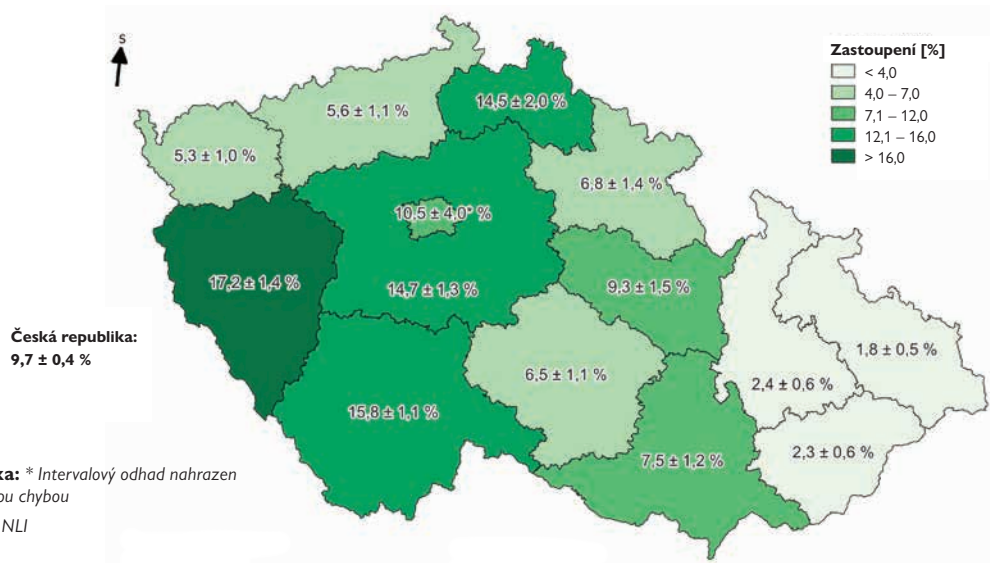 S
Zastoupení [%]
< 4,0
4,0 – 7,0
7,1 – 12,0
12,1 – 16,0
> 16,0
14,5 ± 2,0 %
5,6 ± 1,1 %
5,3 ± 1,0 %
6,8 ± 1,4 %
10,5 ± 4,0* %
17,2 ± 1,4 %
14,7 ± 1,3 %
9,3 ± 1,5 %
Česká republika:
9,7 ± 0,4 %
1,8 ± 0,5 %
6,5 ± 1,1 %
2,4 ± 0,6 %
15,8 ± 1,1 %
2,3 ± 0,6 %
7,5 ± 1,2 %
ka: * Intervalový odhad nahrazen
ou chybou
NLI